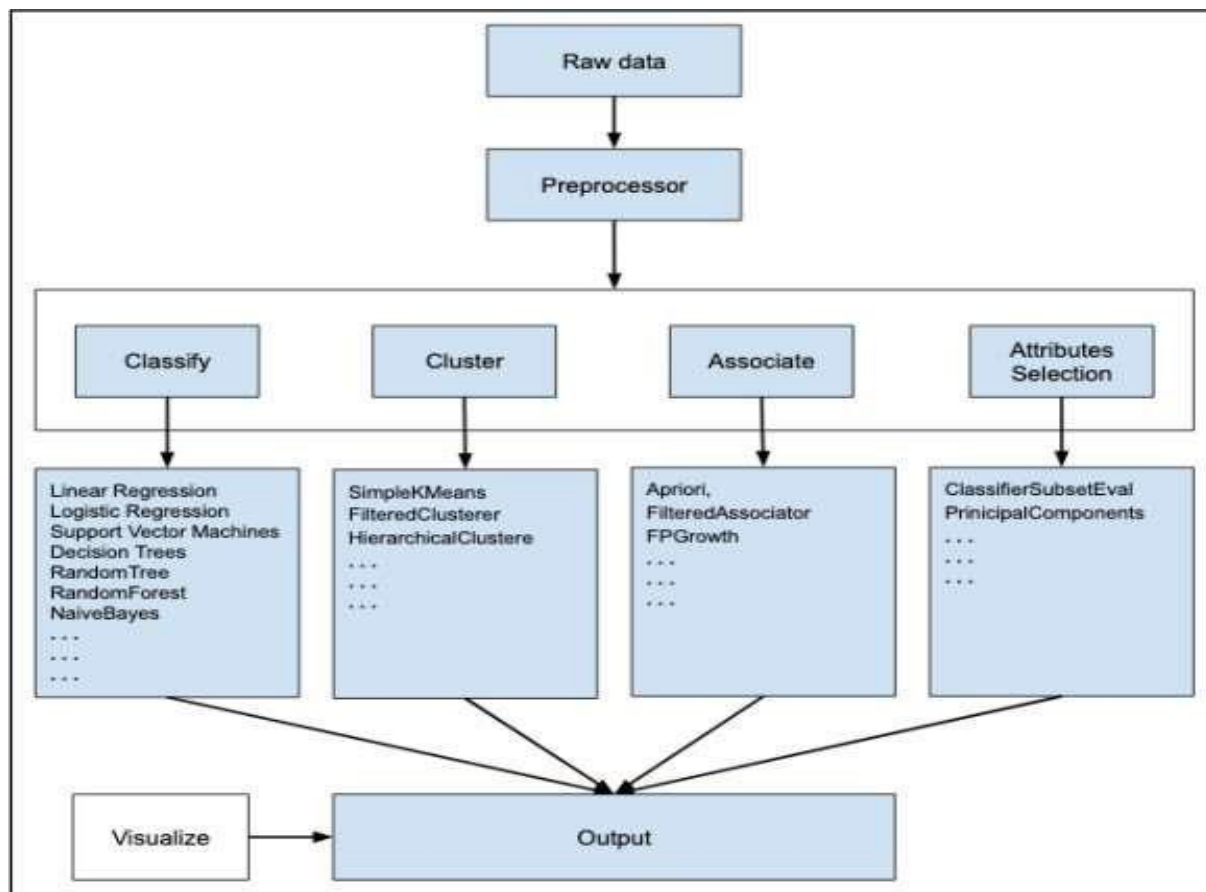 Raw data
Preprocessor
Classify
Cluster
Associate
Attributes
Selection
Linear Regression
Logistic Regression
Support Vector Machines
Decision Trees
RandomTree
RandomForest
NaiveBayes
. . .
. . .
. . .
SimpleKMeans
FilteredClusterer
HierarchicalClustere
. . .
. . .
. . .
Apriori,
FilteredAssociator
FPGrowth
. . .
. . .
. . .
ClassifierSubsetEval
PrinicipalComponents
. . .
. . .
. . .
Visualize
Output